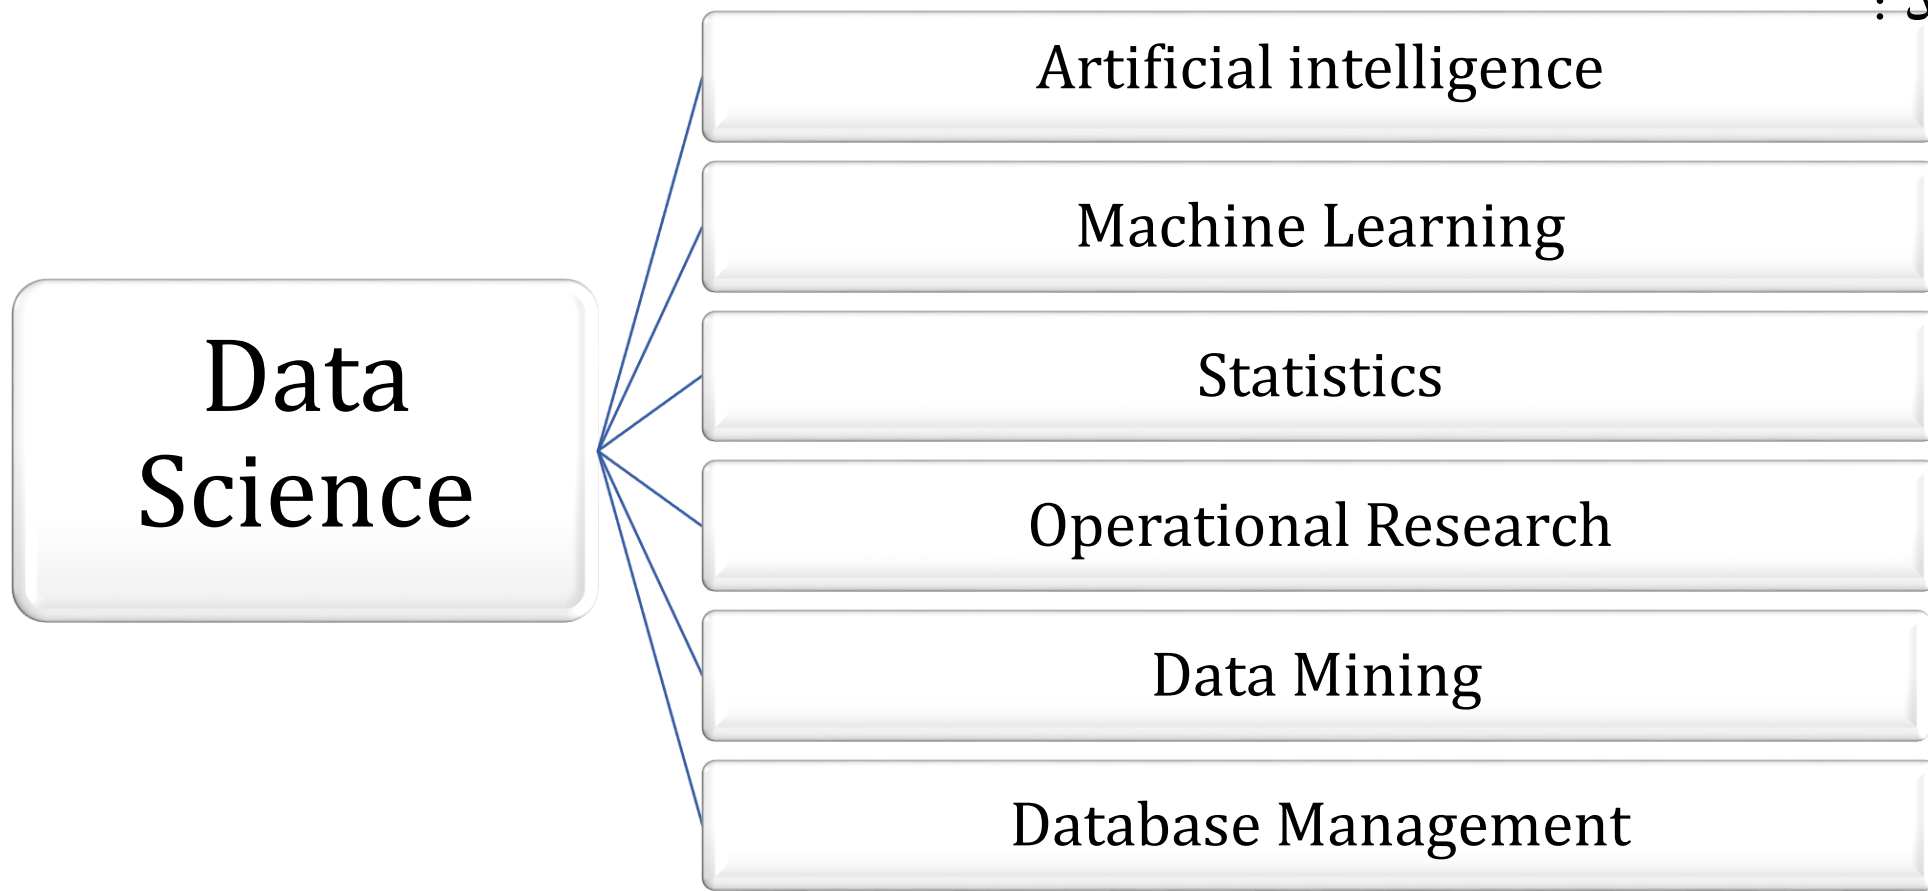 Artificial intelligence
Machine Learning
Data
Science
Statistics
Operational Research
Data Mining
Database Management